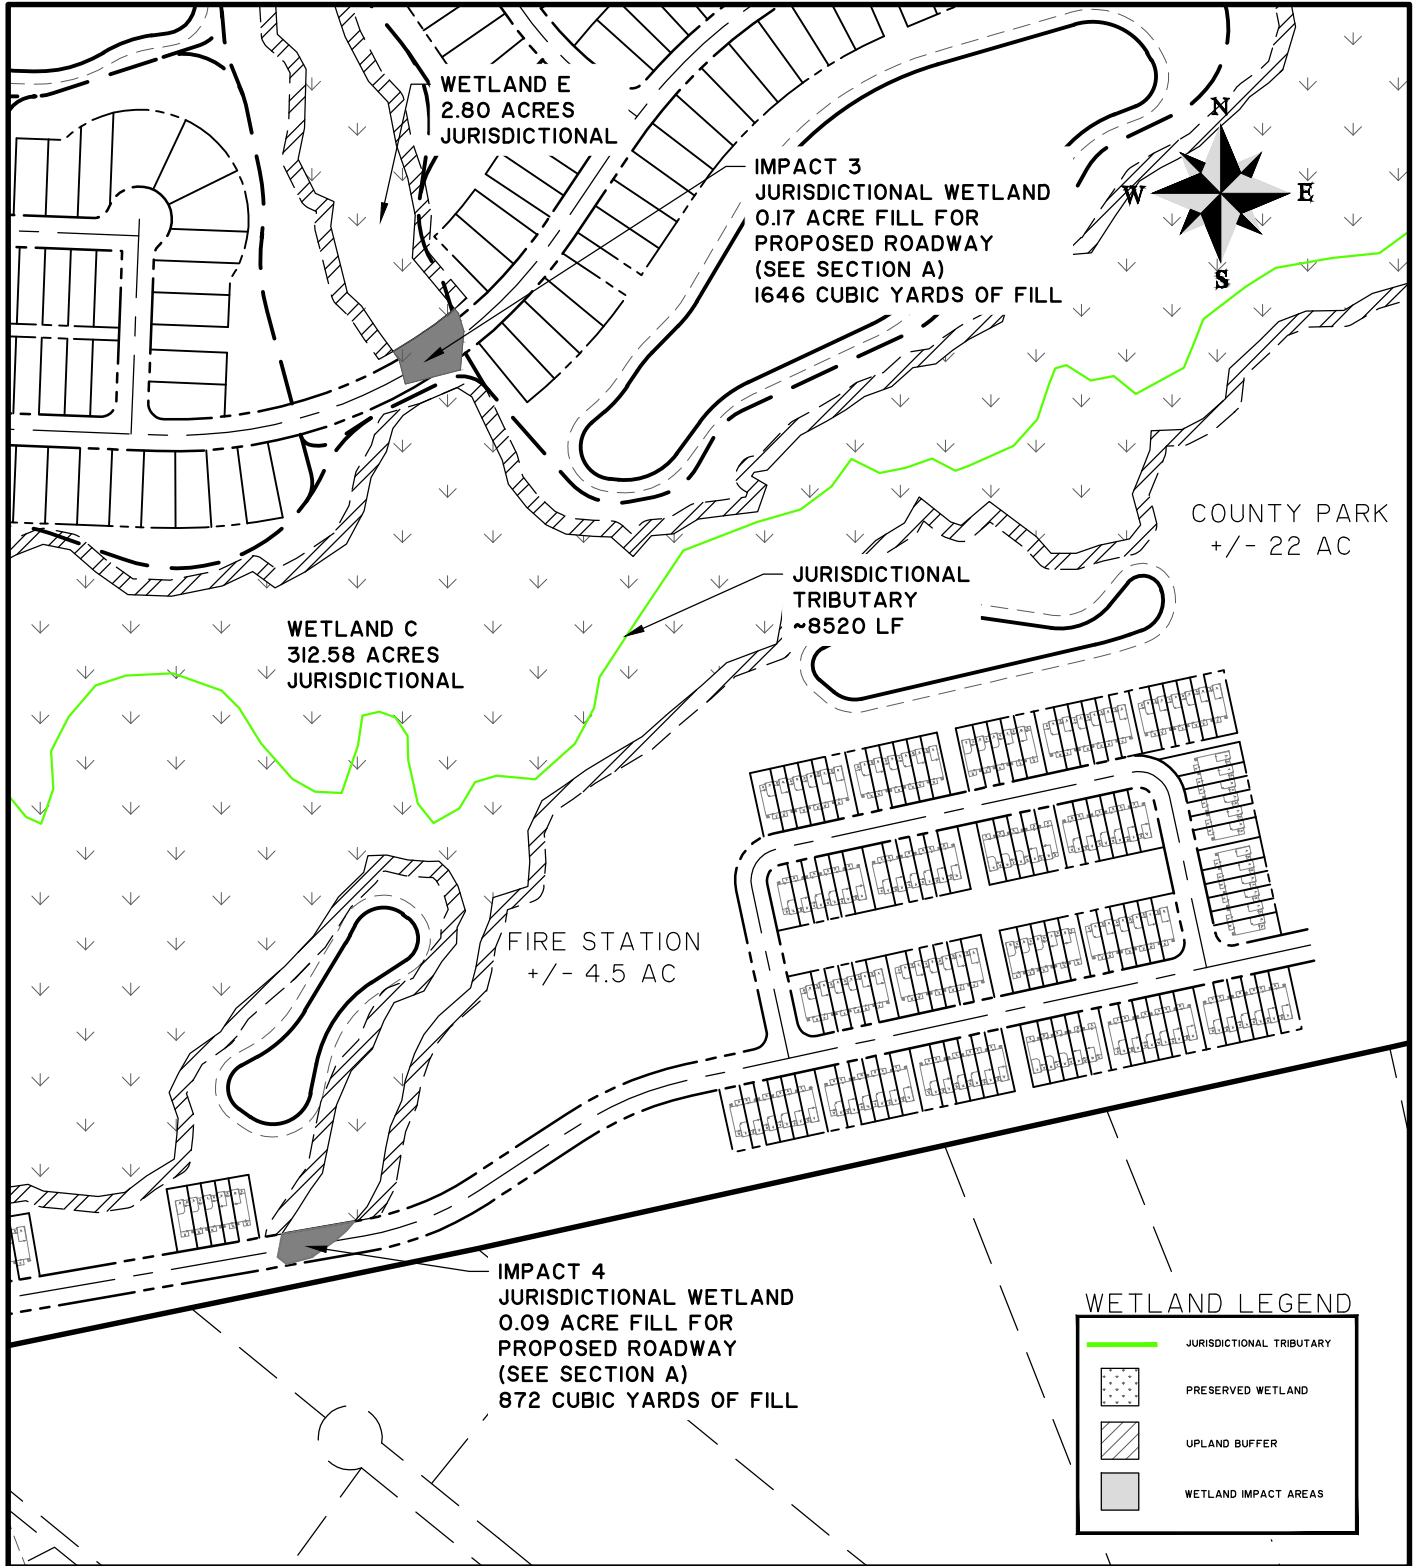 WETLAND E
2.80 ACRES
JURISDICTIONAL
IMPACT 3
JURISDICTIONAL WETLAND
0.17 ACRE FILL FOR
PROPOSED ROADWAY
(SEE SECTION A)
1646 CUBIC YARDS OF FILL
N
W
E
S
COUNTY PARK
+/- 22 AC
JURISDICTIONAL
TRIBUTARY
~8520 LF
WETLAND C
312.58 ACRES
JURISDICTIONAL
FIRE STATION
+/- 4.5 AC
IMPACT 4
JURISDICTIONAL WETLAND
0.09 ACRE FILL FOR
PROPOSED ROADWAY
(SEE SECTION A)
872 CUBIC YARDS OF FILL
WETLAND LEGEND
JURISDICTIONAL TRIBUTARY
PRESERVED WETLAND
UPLAND BUFFER
WETLAND IMPACT AREAS